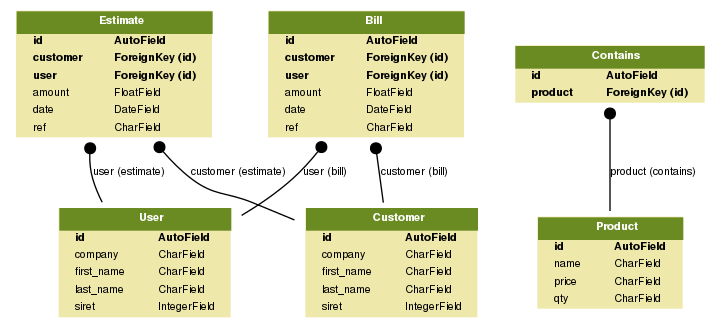 Estimate
id AutoField
customer ForeignKey (id)
user ForeignKey (id)
amount FloatField
date DateField
ref CharField
Bill
id AutoField
customer ForeignKey (id)
user ForeignKey (id)
amount FloatField
date DateField
ref CharField
Contains
id AutoField
product ForeignKey (id)
user (estimate)
customer (estimate)
user (bill)
customer (bill)
product (contains)
User
id AutoField
company CharField
first_name CharField
last_name CharField
siret IntegerField
Customer
id AutoField
company CharField
first_name CharField
last_name CharField
siret IntegerField
Product
id AutoField
name CharField
price CharField
qty CharField